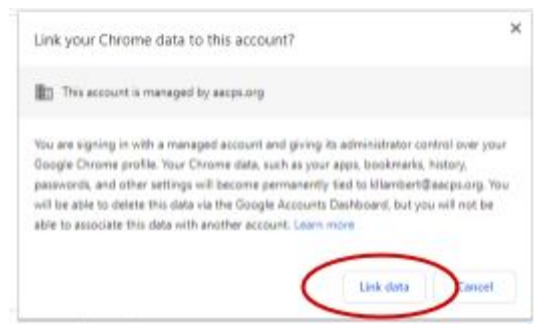 Link your Chrome data to this account?
This account is managed by aacps.org
You are signing in with a managed account and giving its administrator control over your
Google Chrome profile. Your Chrome data, such as your apps, bookmarks, history,
passwords, and other settings will become permanently tied to kllambert@aacps.org. You
will be able to delete this data via the Google Accounts Dashboard, but you will not be
able to associate this data with another account. Learn more
Link data Cancel